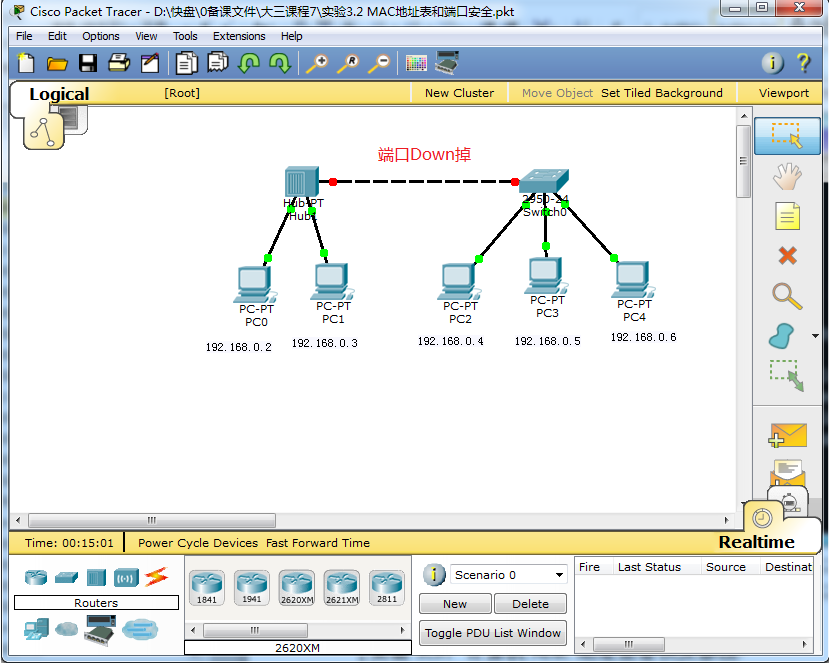 Cisco Packet Tracer - D:\快盘\0备课文件\大三课程7\实验3.2 MAC地址表和端口安全.pkt
File Edit Options View Tools Extensions Help
Logical [Root] New Cluster Move Object Set Tiled Background Viewport
端口Down掉
Hub-PT
Hub1
2950-24
Switch0
PC-PT
PC0
PC-PT
PC1
PC-PT
PC2
PC-PT
PC3
PC-PT
PC4
192.168.0.2
192.168.0.3
192.168.0.4
192.168.0.5
192.168.0.6
Time: 00:15:01 Power Cycle Devices Fast Forward Time
Realtime
Routers
1841 1941 2620XM 2621XM 2811
2620XM
Scenario 0
New Delete
Toggle PDU List Window
Fire Last Status Source Destinat